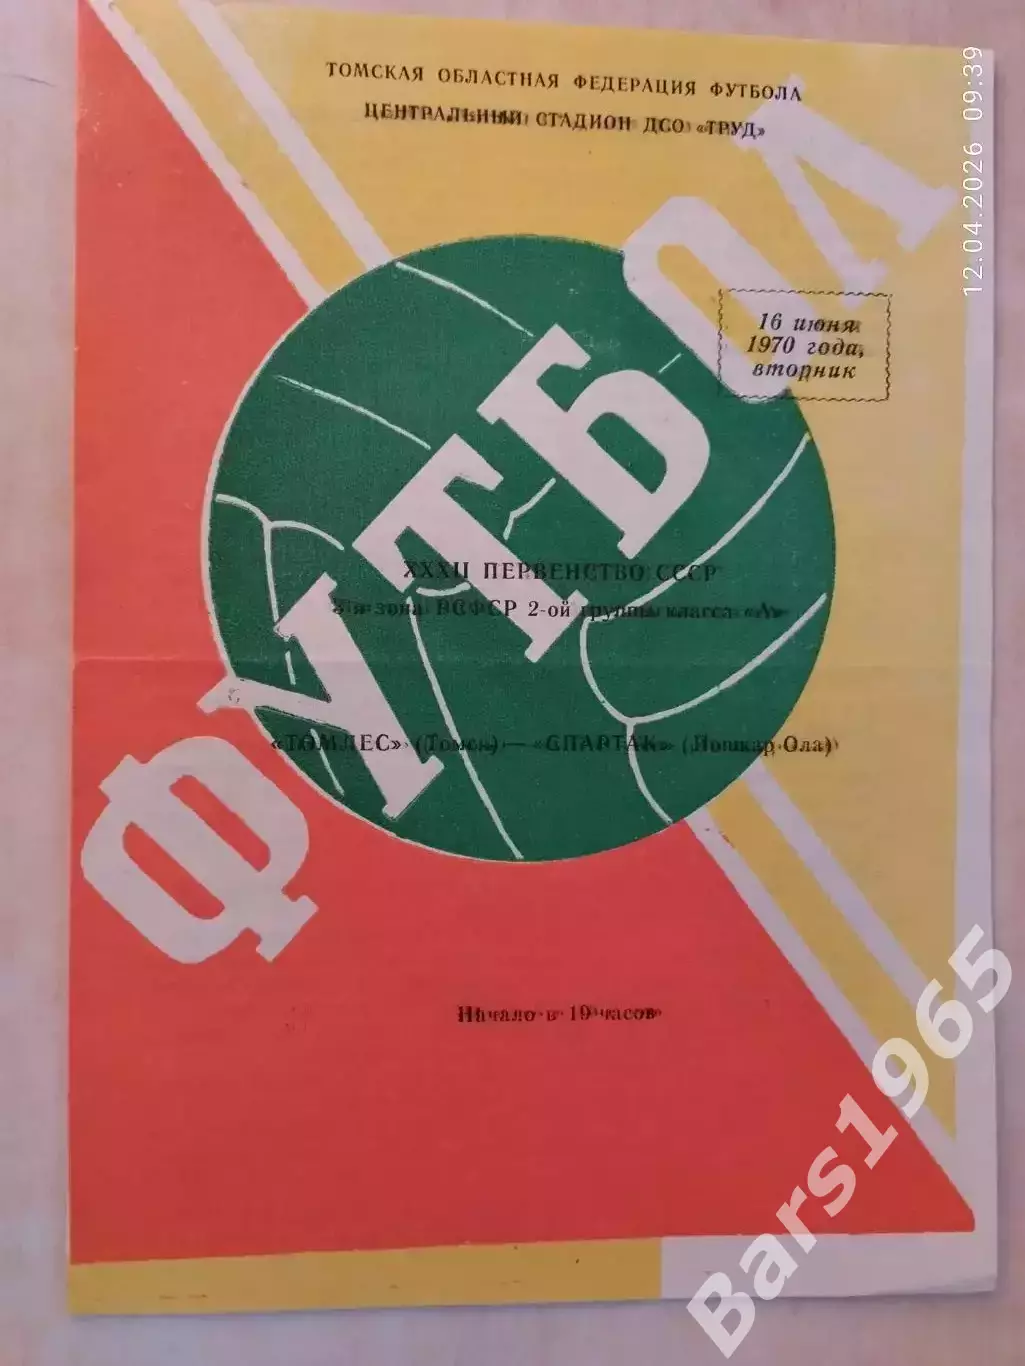 ТОМСКАЯ ОБЛАСТНАЯ ФЕДЕРАЦИЯ ФУТБОЛА
ЦЕНТРАЛЬНЫЙ СТАДИОН ДСО «ТРУД»
12.04.2026 09:39
ФУТБОЛ
16 июня
1970 года,
вторник
XXXII ПЕРВЕНСТВО СССР
зона РСФСР 2-ой группы класса «А»
«ТОМЛЕС» (Томск) — «СПАРТАК» (Йошкар-Ола)
Начало в 19 часов
Bars1965